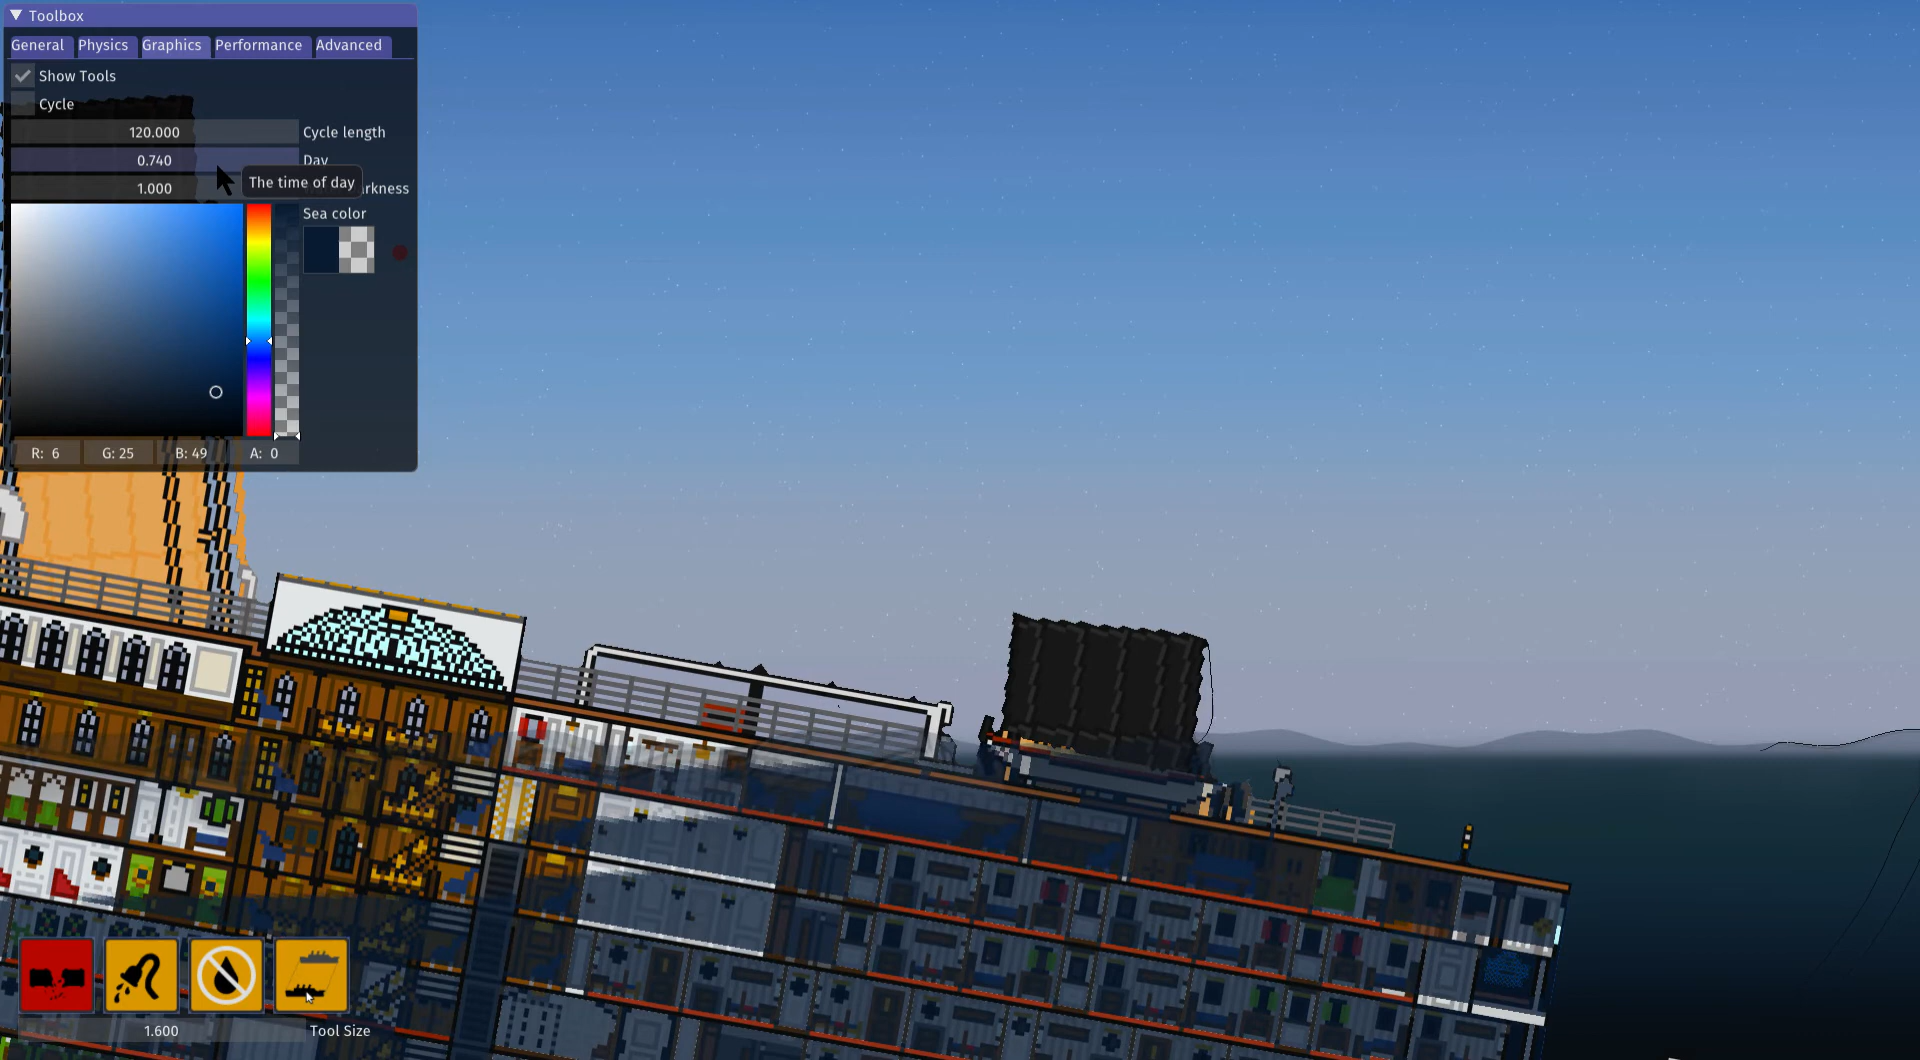 Toolbox
General Physics Graphics Performance Advanced
Show Tools
Cycle
120.000 Cycle length
0.740 Day
The time of day
1.000
Sea color
R: 6 G: 25 B: 49 A: 0
1.600 Tool Size